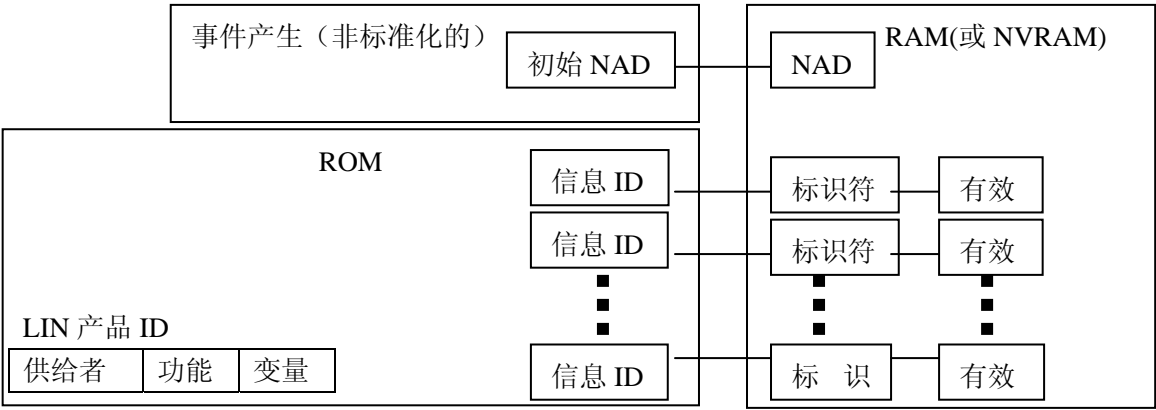 事件产生（非标准化的）
RAM(或 NVRAM)
初始 NAD
NAD
ROM
信息 ID
标识符
有效
信息 ID
标识符
有效
LIN 产品 ID
供给者 功能 变量
信息 ID
标 识
有效